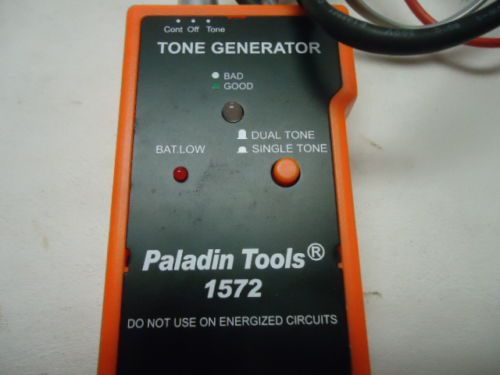 Cont Off Tone
TONE GENERATOR
BAD
GOOD
DUAL TONE
BAT.LOW
SINGLE TONE
Paladin Tools®
1572
DO NOT USE ON ENERGIZED CIRCUITS